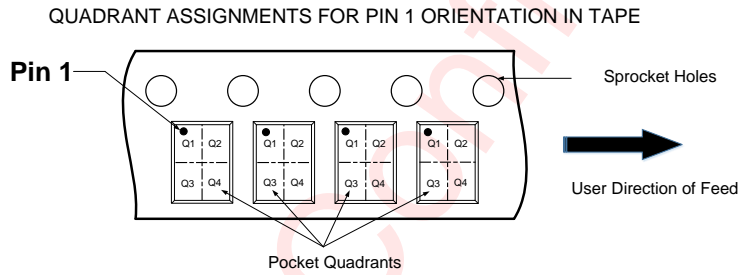 QUADRANT ASSIGNMENTS FOR PIN 1 ORIENTATION IN TAPE
Pin 1
Sprocket Holes
Q1 Q2 Q1 Q2 Q1 Q2 Q1 Q2
Q3 Q4 Q3 Q4 Q3 Q4 Q3 Q4
User Direction of Feed
Pocket Quadrants